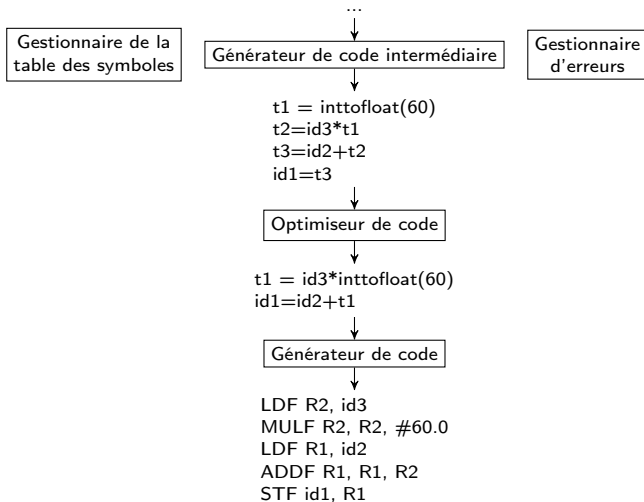 ...
Gestionnaire de la
table des symboles
Générateur de code intermédiaire
Gestionnaire
d'erreurs
t1 = inttofloat(60)
t2=id3*t1
t3=id2+t2
id1=t3
Optimiseur de code
t1 = id3*inttofloat(60)
id1=id2+t1
Générateur de code
LDF R2, id3
MULF R2, R2, #60.0
LDF R1, id2
ADDF R1, R1, R2
STF id1, R1